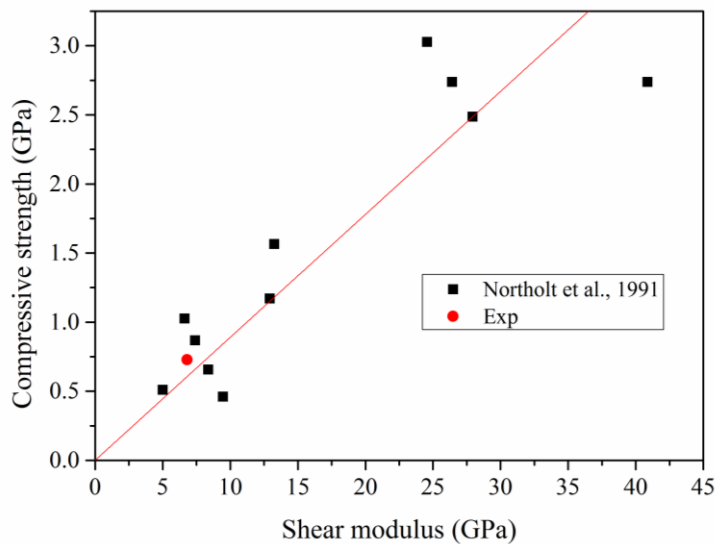 3.0
2.5
2.0
1.5
1.0
0.5
0.0
Compressive strength (GPa)
Northolt et al., 1991
Exp
0 5 10 15 20 25 30 35 40 45
Shear modulus (GPa)